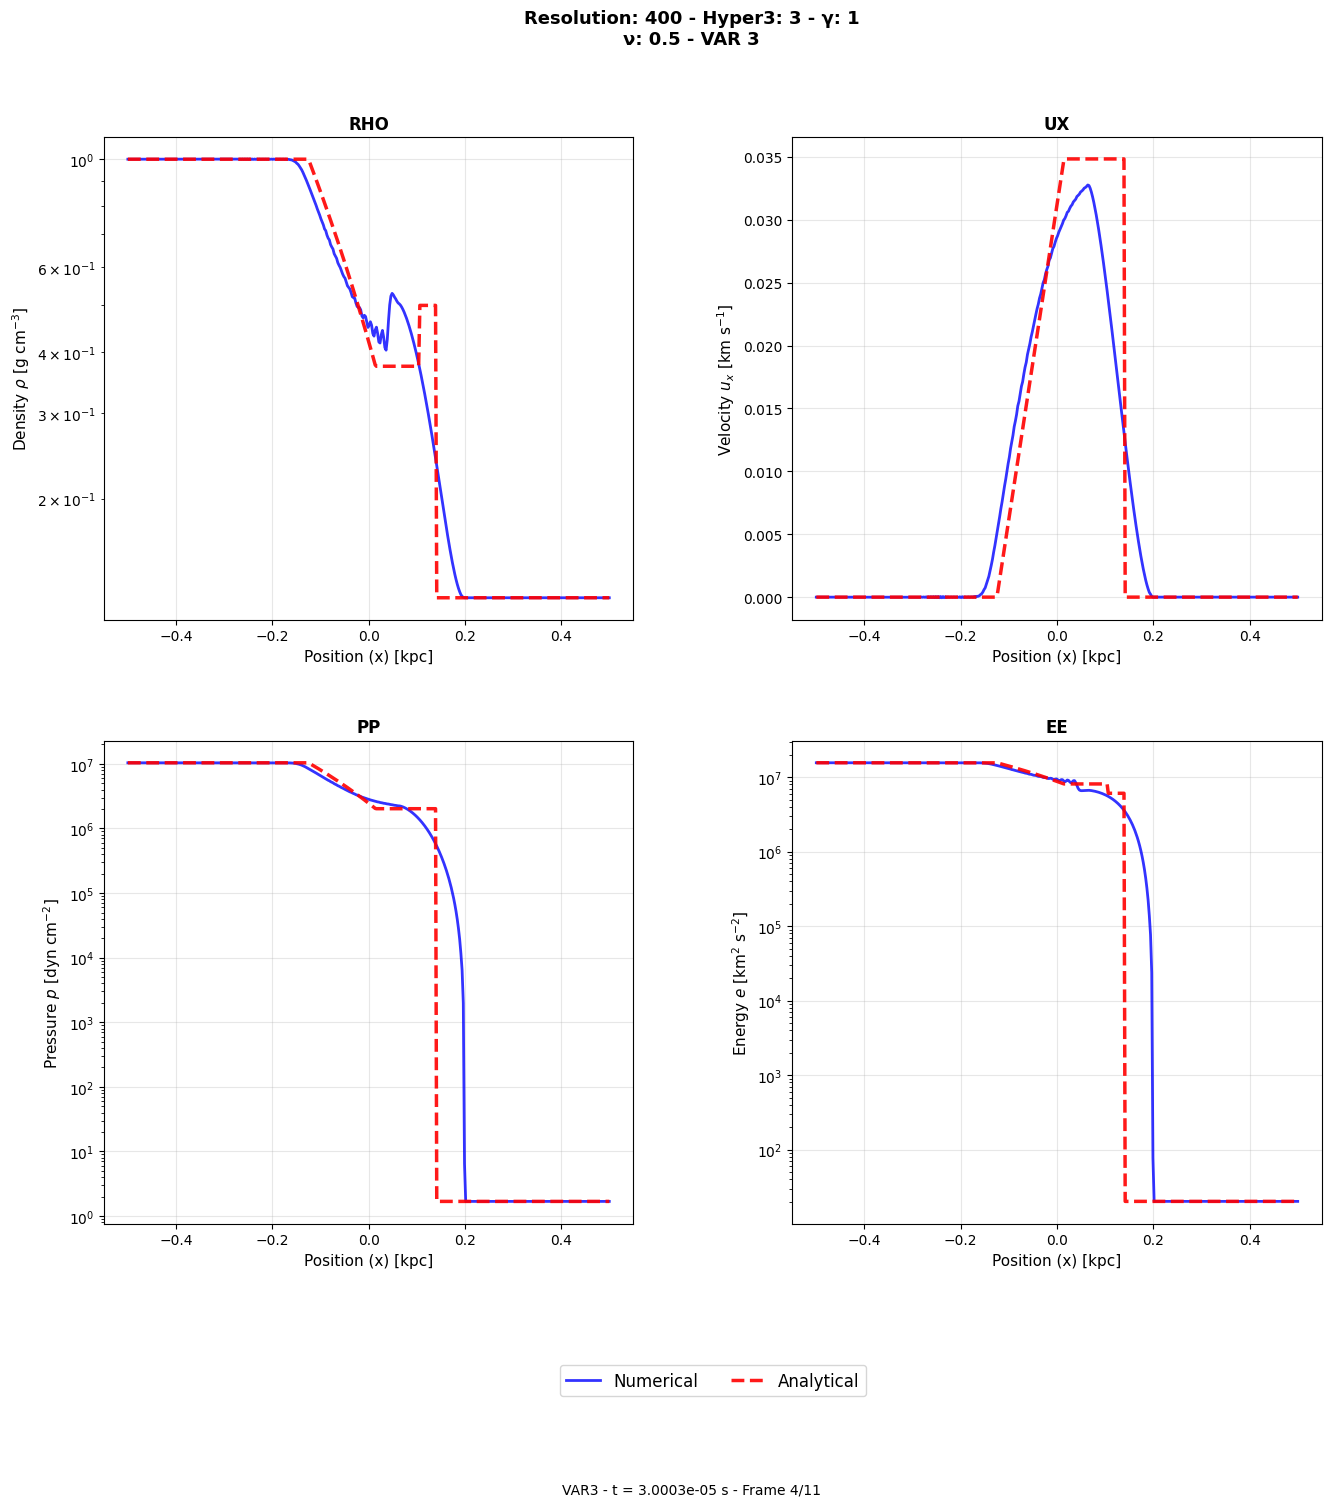 Resolution: 400 - Hyper3: 3 - γ: 1
ν: 0.5 - VAR 3
RHO
Density ρ [g cm⁻³]
10⁰
6 × 10⁻¹
4 × 10⁻¹
3 × 10⁻¹
2 × 10⁻¹
−0.4 −0.2 0.0 0.2 0.4
Position (x) [kpc]
UX
Velocity uₓ [km s⁻¹]
0.035
0.030
0.025
0.020
0.015
0.010
0.005
0.000
−0.4 −0.2 0.0 0.2 0.4
Position (x) [kpc]
PP
Pressure p [dyn cm⁻²]
10⁷
10⁶
10⁵
10⁴
10³
10²
10¹
10⁰
−0.4 −0.2 0.0 0.2 0.4
Position (x) [kpc]
EE
Energy e [km² s⁻²]
10⁷
10⁶
10⁵
10⁴
10³
10²
−0.4 −0.2 0.0 0.2 0.4
Position (x) [kpc]
Numerical Analytical
VAR3 - t = 3.0003e-05 s - Frame 4/11